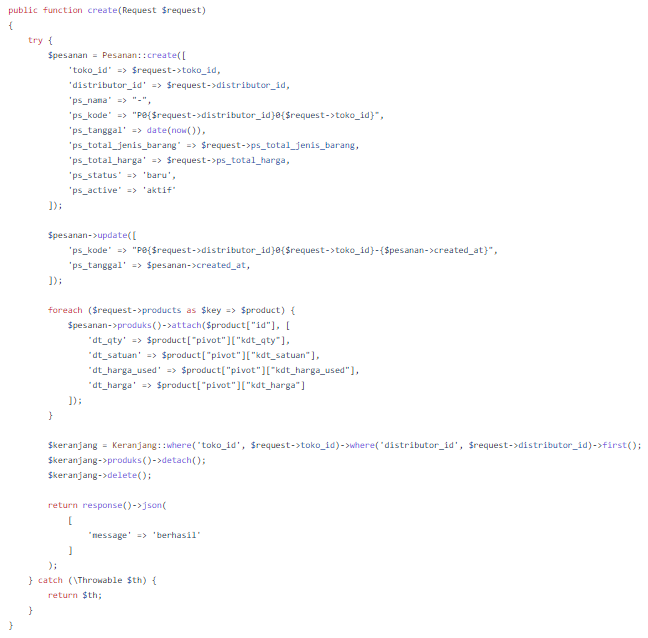 public function create(Request $request)
{
    try {
        $pesanan = Pesanan::create([
            'toko_id' => $request->toko_id,
            'distributor_id' => $request->distributor_id,
            'ps_nama' => "-",
            'ps_kode' => "P0{$request->distributor_id}0{$request->toko_id}",
            'ps_tanggal' => date(now()),
            'ps_total_jenis_barang' => $request->ps_total_jenis_barang,
            'ps_total_harga' => $request->ps_total_harga,
            'ps_status' => 'baru',
            'ps_active' => 'aktif'
        ]);

        $pesanan->update([
            'ps_kode' => "P0{$request->distributor_id}0{$request->toko_id}-{$pesanan->created_at}",
            'ps_tanggal' => $pesanan->created_at,
        ]);

        foreach ($request->products as $key => $product) {
            $pesanan->produks()->attach($product["id"], [
                'dt_qty' => $product["pivot"]["kdt_qty"],
                'dt_satuan' => $product["pivot"]["kdt_satuan"],
                'dt_harga_used' => $product["pivot"]["kdt_harga_used"],
                'dt_harga' => $product["pivot"]["kdt_harga"]
            ]);
        }

        $keranjang = Keranjang::where('toko_id', $request->toko_id)->where('distributor_id', $request->distributor_id)->first();
        $keranjang->produks()->detach();
        $keranjang->delete();

        return response()->json(
            [
                'message' => 'berhasil'
            ]
        );
    } catch (\Throwable $th) {
        return $th;
    }
}